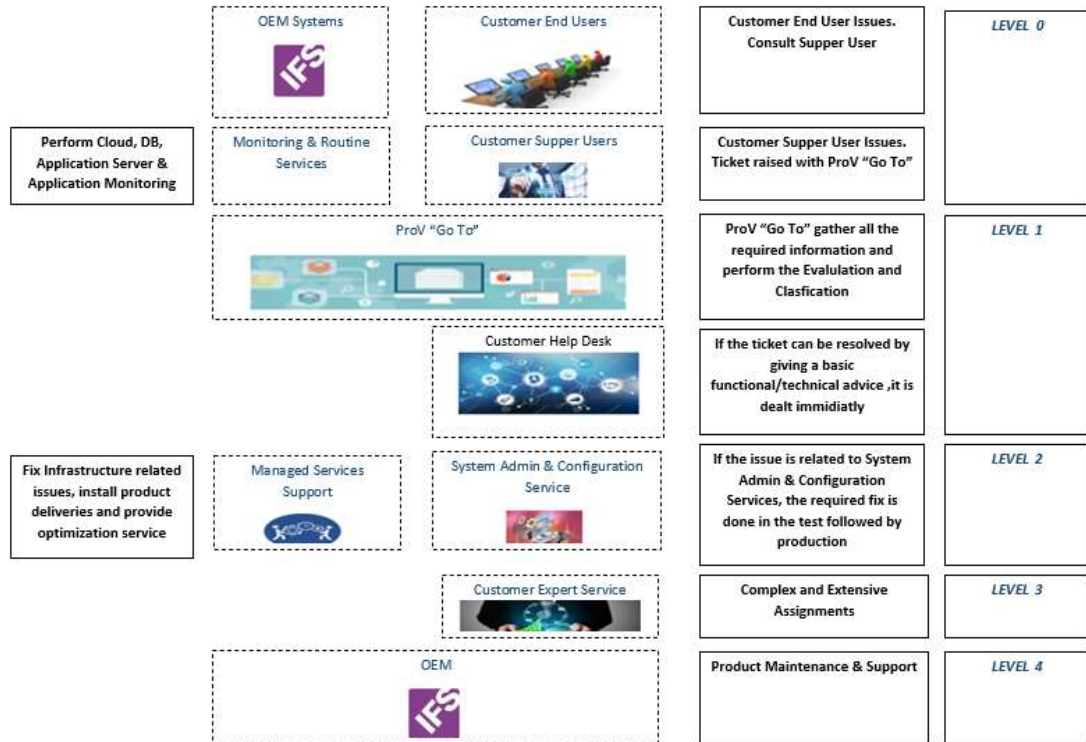 OEM Systems
IFS
Customer End Users
Customer End User Issues.
Consult Supper User
LEVEL 0
Perform Cloud, DB,
Application Server &
Application Monitoring
Monitoring & Routine
Services
Customer Supper Users
Customer Supper User Issues.
Ticket raised with ProV “Go To”
ProV “Go To”
ProV “Go To” gather all the
required information and
perform the Evalulation and
Clasfication
LEVEL 1
Customer Help Desk
If the ticket can be resolved by
giving a basic
functional/technical advice ,it is
dealt immidiatly
Fix Infrastructure related
issues, install product
deliveries and provide
optimization service
Managed Services
Support
System Admin & Configuration
Service
If the issue is related to System
Admin & Configuration
Services, the required fix is
done in the test followed by
production
LEVEL 2
Customer Expert Service
Complex and Extensive
Assignments
LEVEL 3
OEM
IFS
Product Maintenance & Support
LEVEL 4